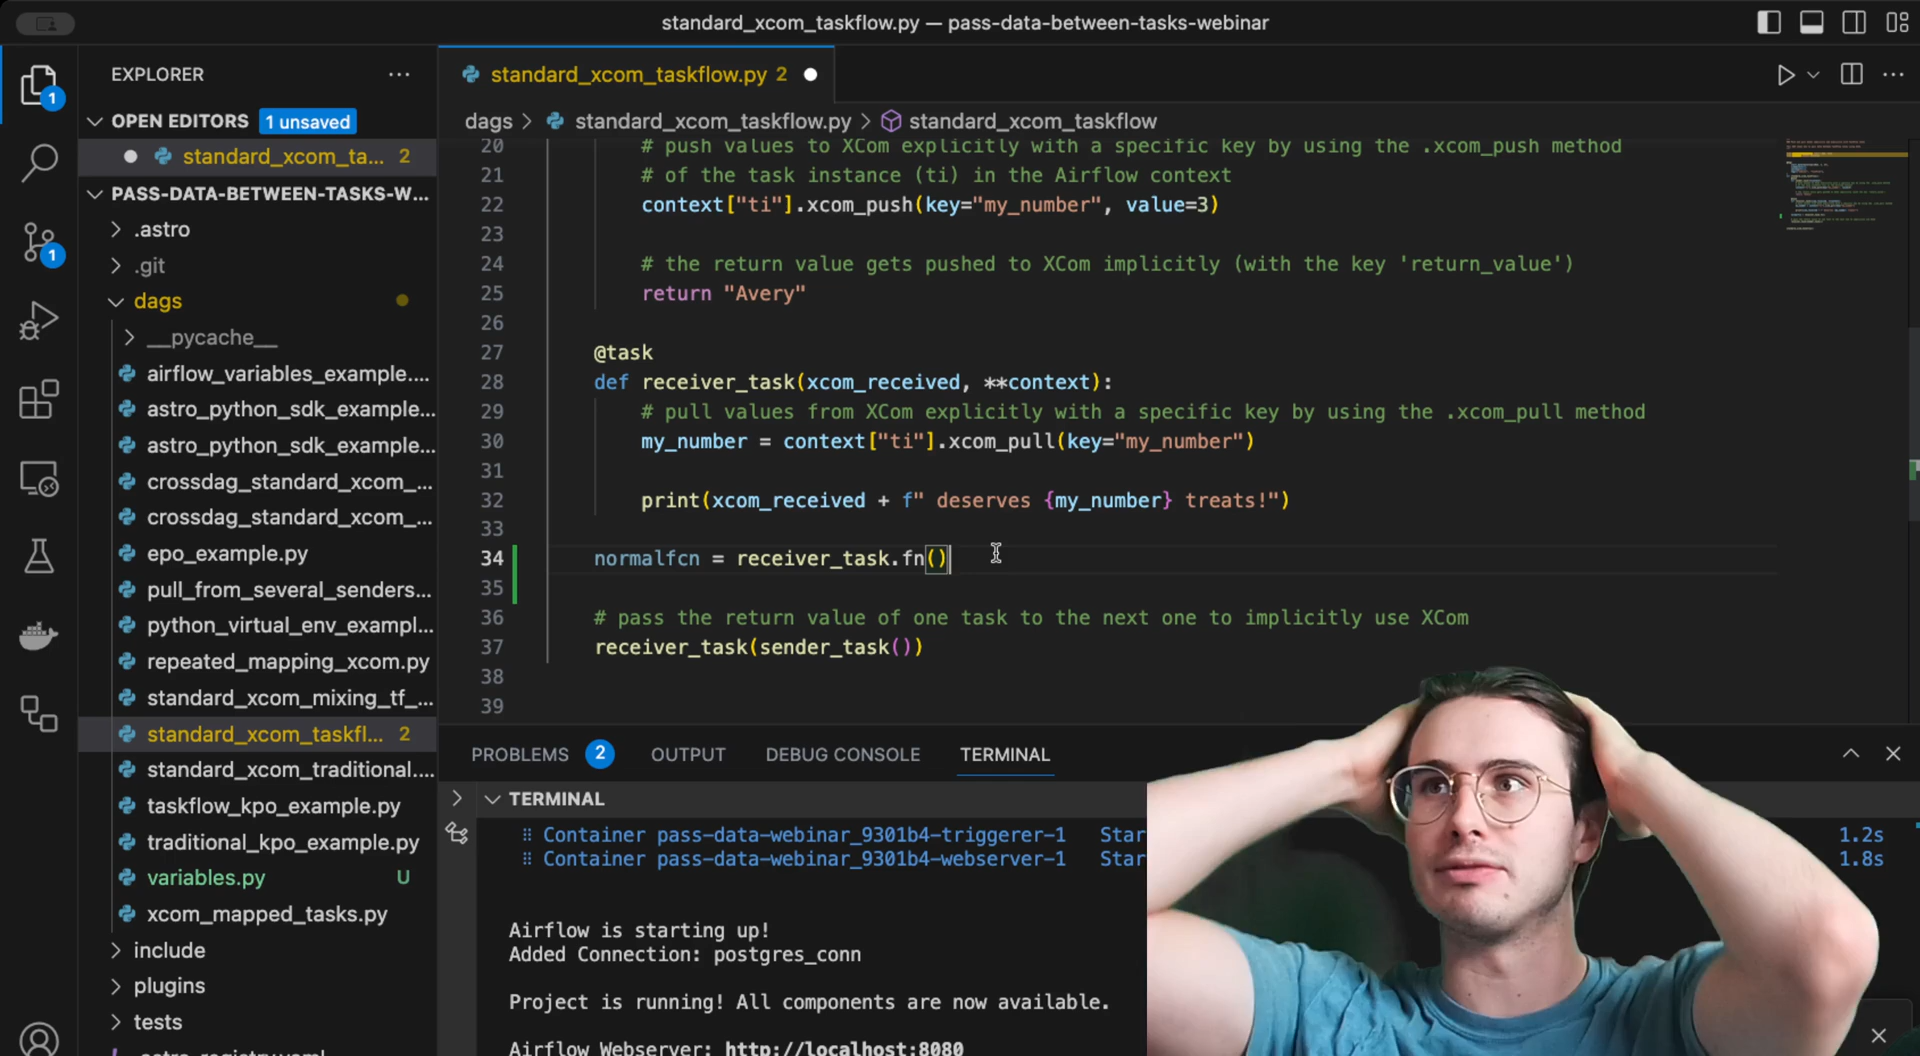 standard_xcom_taskflow.py — pass-data-between-tasks-webinar
EXPLORER
standard_xcom_taskflow.py 2
OPEN EDITORS 1 unsaved
dags > standard_xcom_taskflow.py > standard_xcom_taskflow
standard_xcom_ta... 2
PASS-DATA-BETWEEN-TASKS-W...
.astro
.git
dags
__pycache__
airflow_variables_example....
astro_python_sdk_example...
astro_python_sdk_example...
crossdag_standard_xcom_...
crossdag_standard_xcom_...
epo_example.py
pull_from_several_senders...
python_virtual_env_exampl...
repeated_mapping_xcom.py
standard_xcom_mixing_tf_...
standard_xcom_taskfl... 2
standard_xcom_traditional....
taskflow_kpo_example.py
traditional_kpo_example.py
variables.py U
xcom_mapped_tasks.py
include
plugins
tests
1
1
20 # push values to XCom explicitly with a specific key by using the .xcom_push method
21 # of the task instance (ti) in the Airflow context
22 context["ti"].xcom_push(key="my_number", value=3)
23
24 # the return value gets pushed to XCom implicitly (with the key 'return_value')
25 return "Avery"
26
27 @task
28 def receiver_task(xcom_received, **context):
29 # pull values from XCom explicitly with a specific key by using the .xcom_pull method
30 my_number = context["ti"].xcom_pull(key="my_number")
31
32 print(xcom_received + f" deserves {my_number} treats!")
33
34 normalfcn = receiver_task.fn()
35
36 # pass the return value of one task to the next one to implicitly use XCom
37 receiver_task(sender_task())
38
39
PROBLEMS 2 OUTPUT DEBUG CONSOLE TERMINAL
TERMINAL
Container pass-data-webinar_9301b4-triggerer-1 Star 1.2s
Container pass-data-webinar_9301b4-webserver-1 Star 1.8s
Airflow is starting up!
Added Connection: postgres_conn
Project is running! All components are now available.
Airflow Webserver: http://localhost:8080